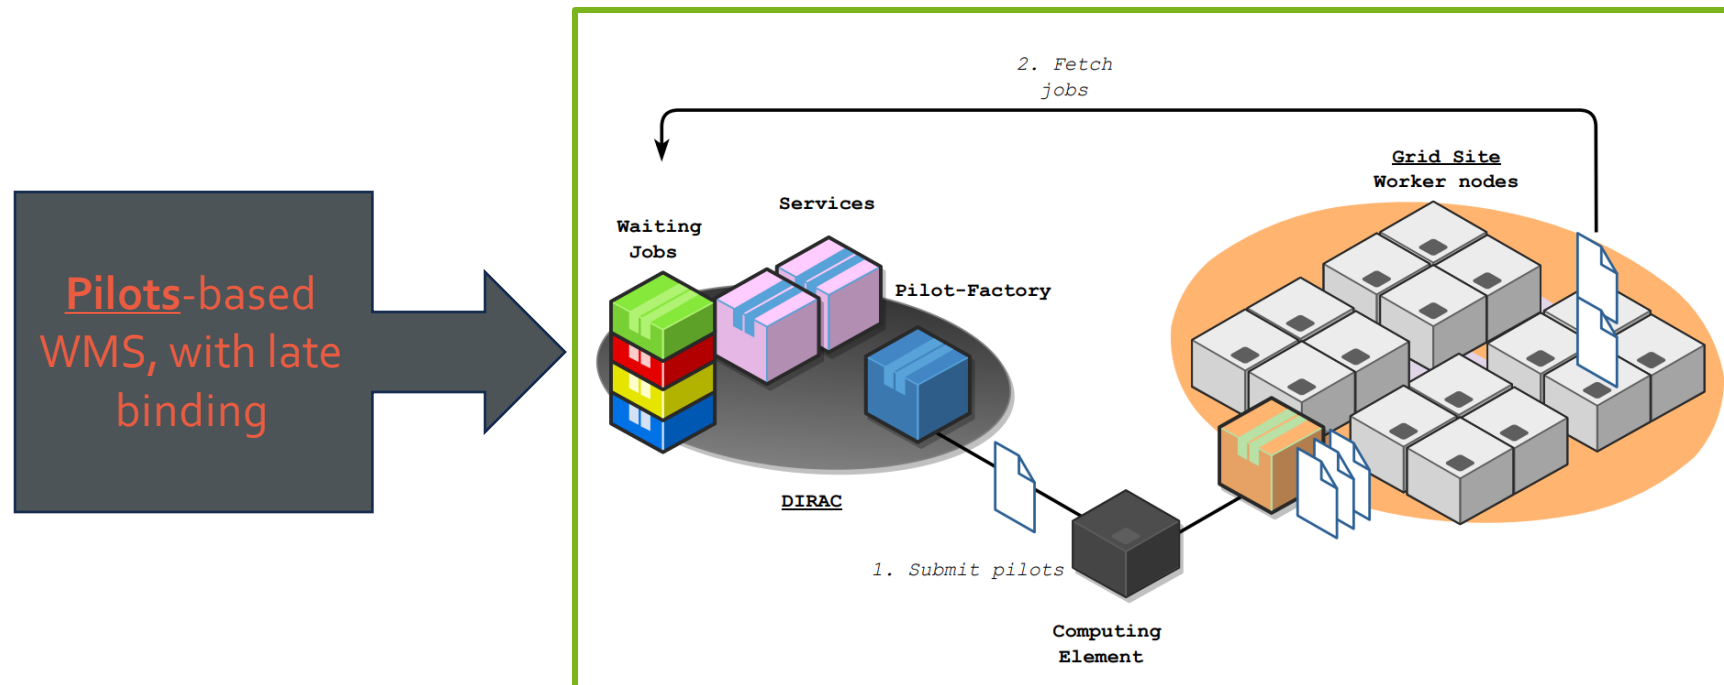 Pilots-based
WMS, with late
binding
2. Fetch
jobs
Grid Site
Worker nodes
Services
Waiting
Jobs
Pilot-Factory
DIRAC
1. Submit pilots
Computing
Element